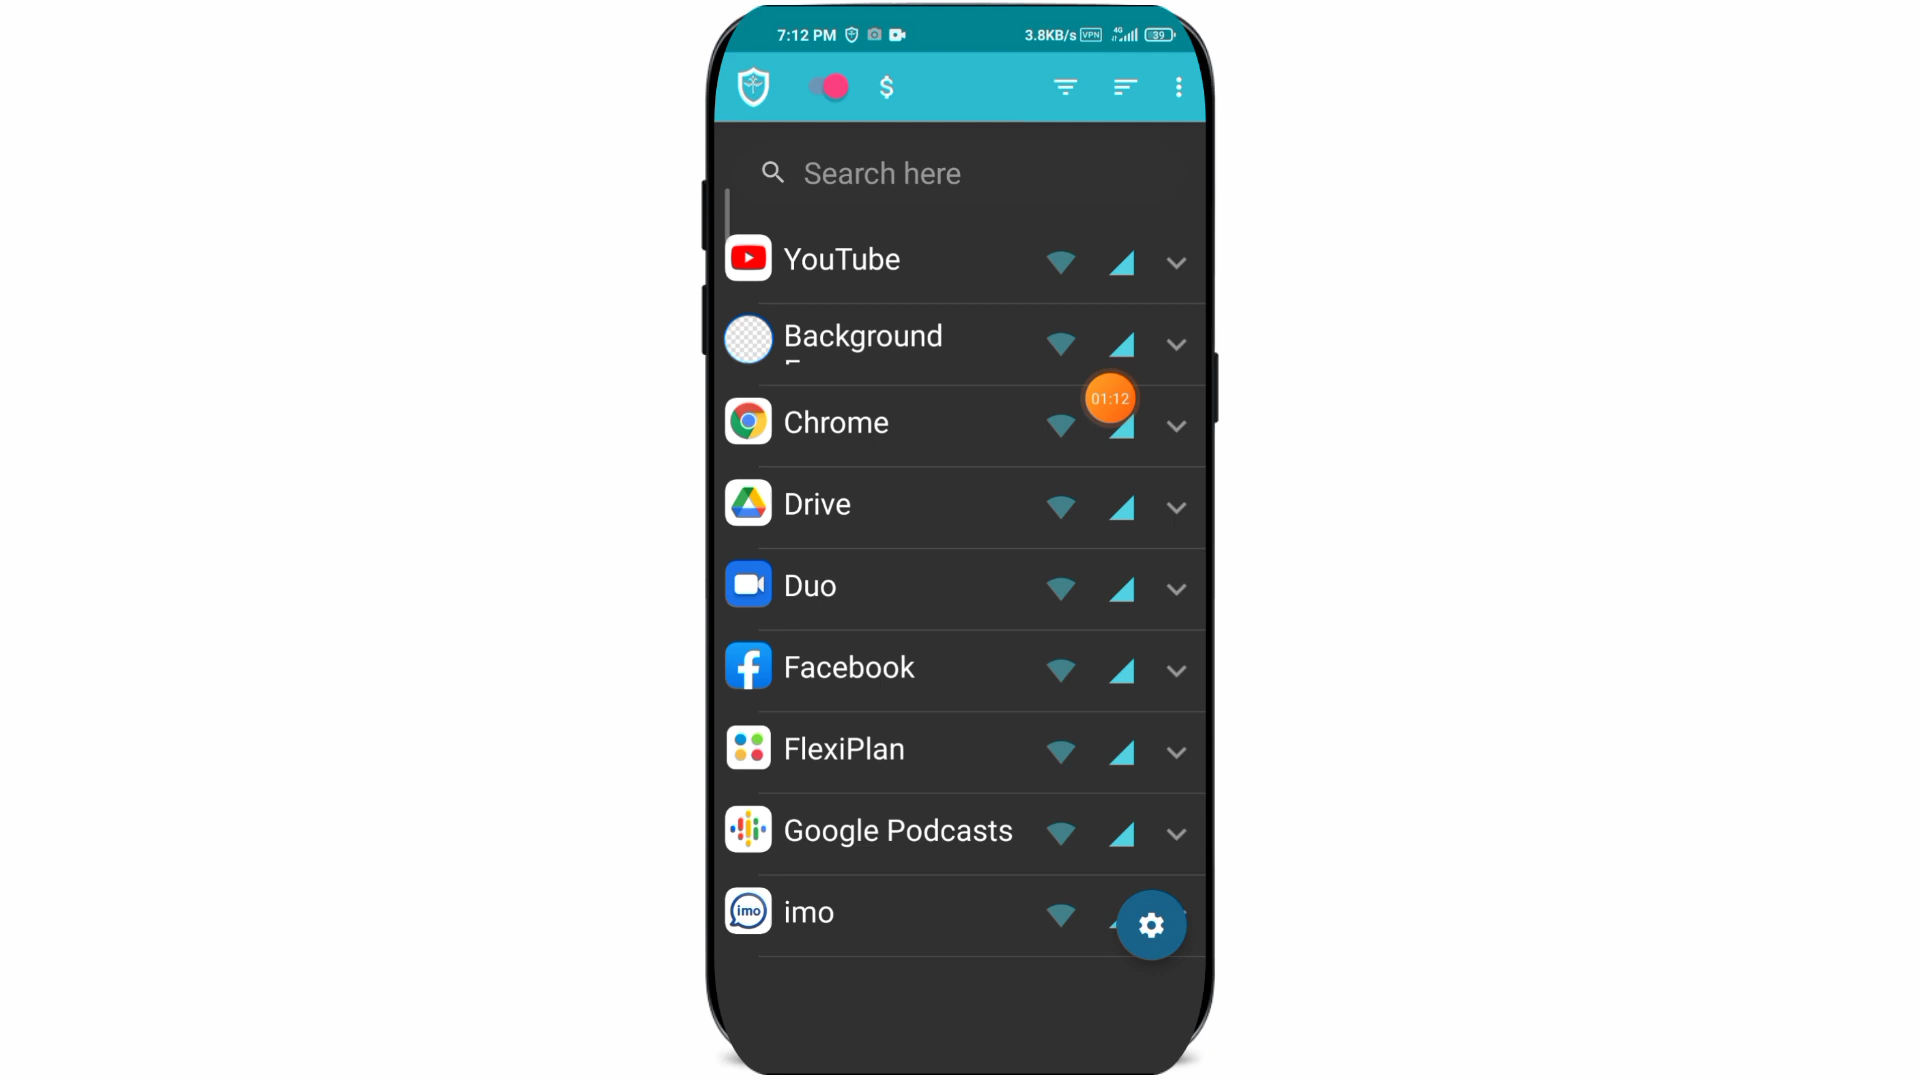 7:12 PM
3.8KB/s VPN 4G 39
$
Search here
YouTube
Background
01:12
Chrome
Drive
Duo
Facebook
FlexiPlan
Google Podcasts
imo imo